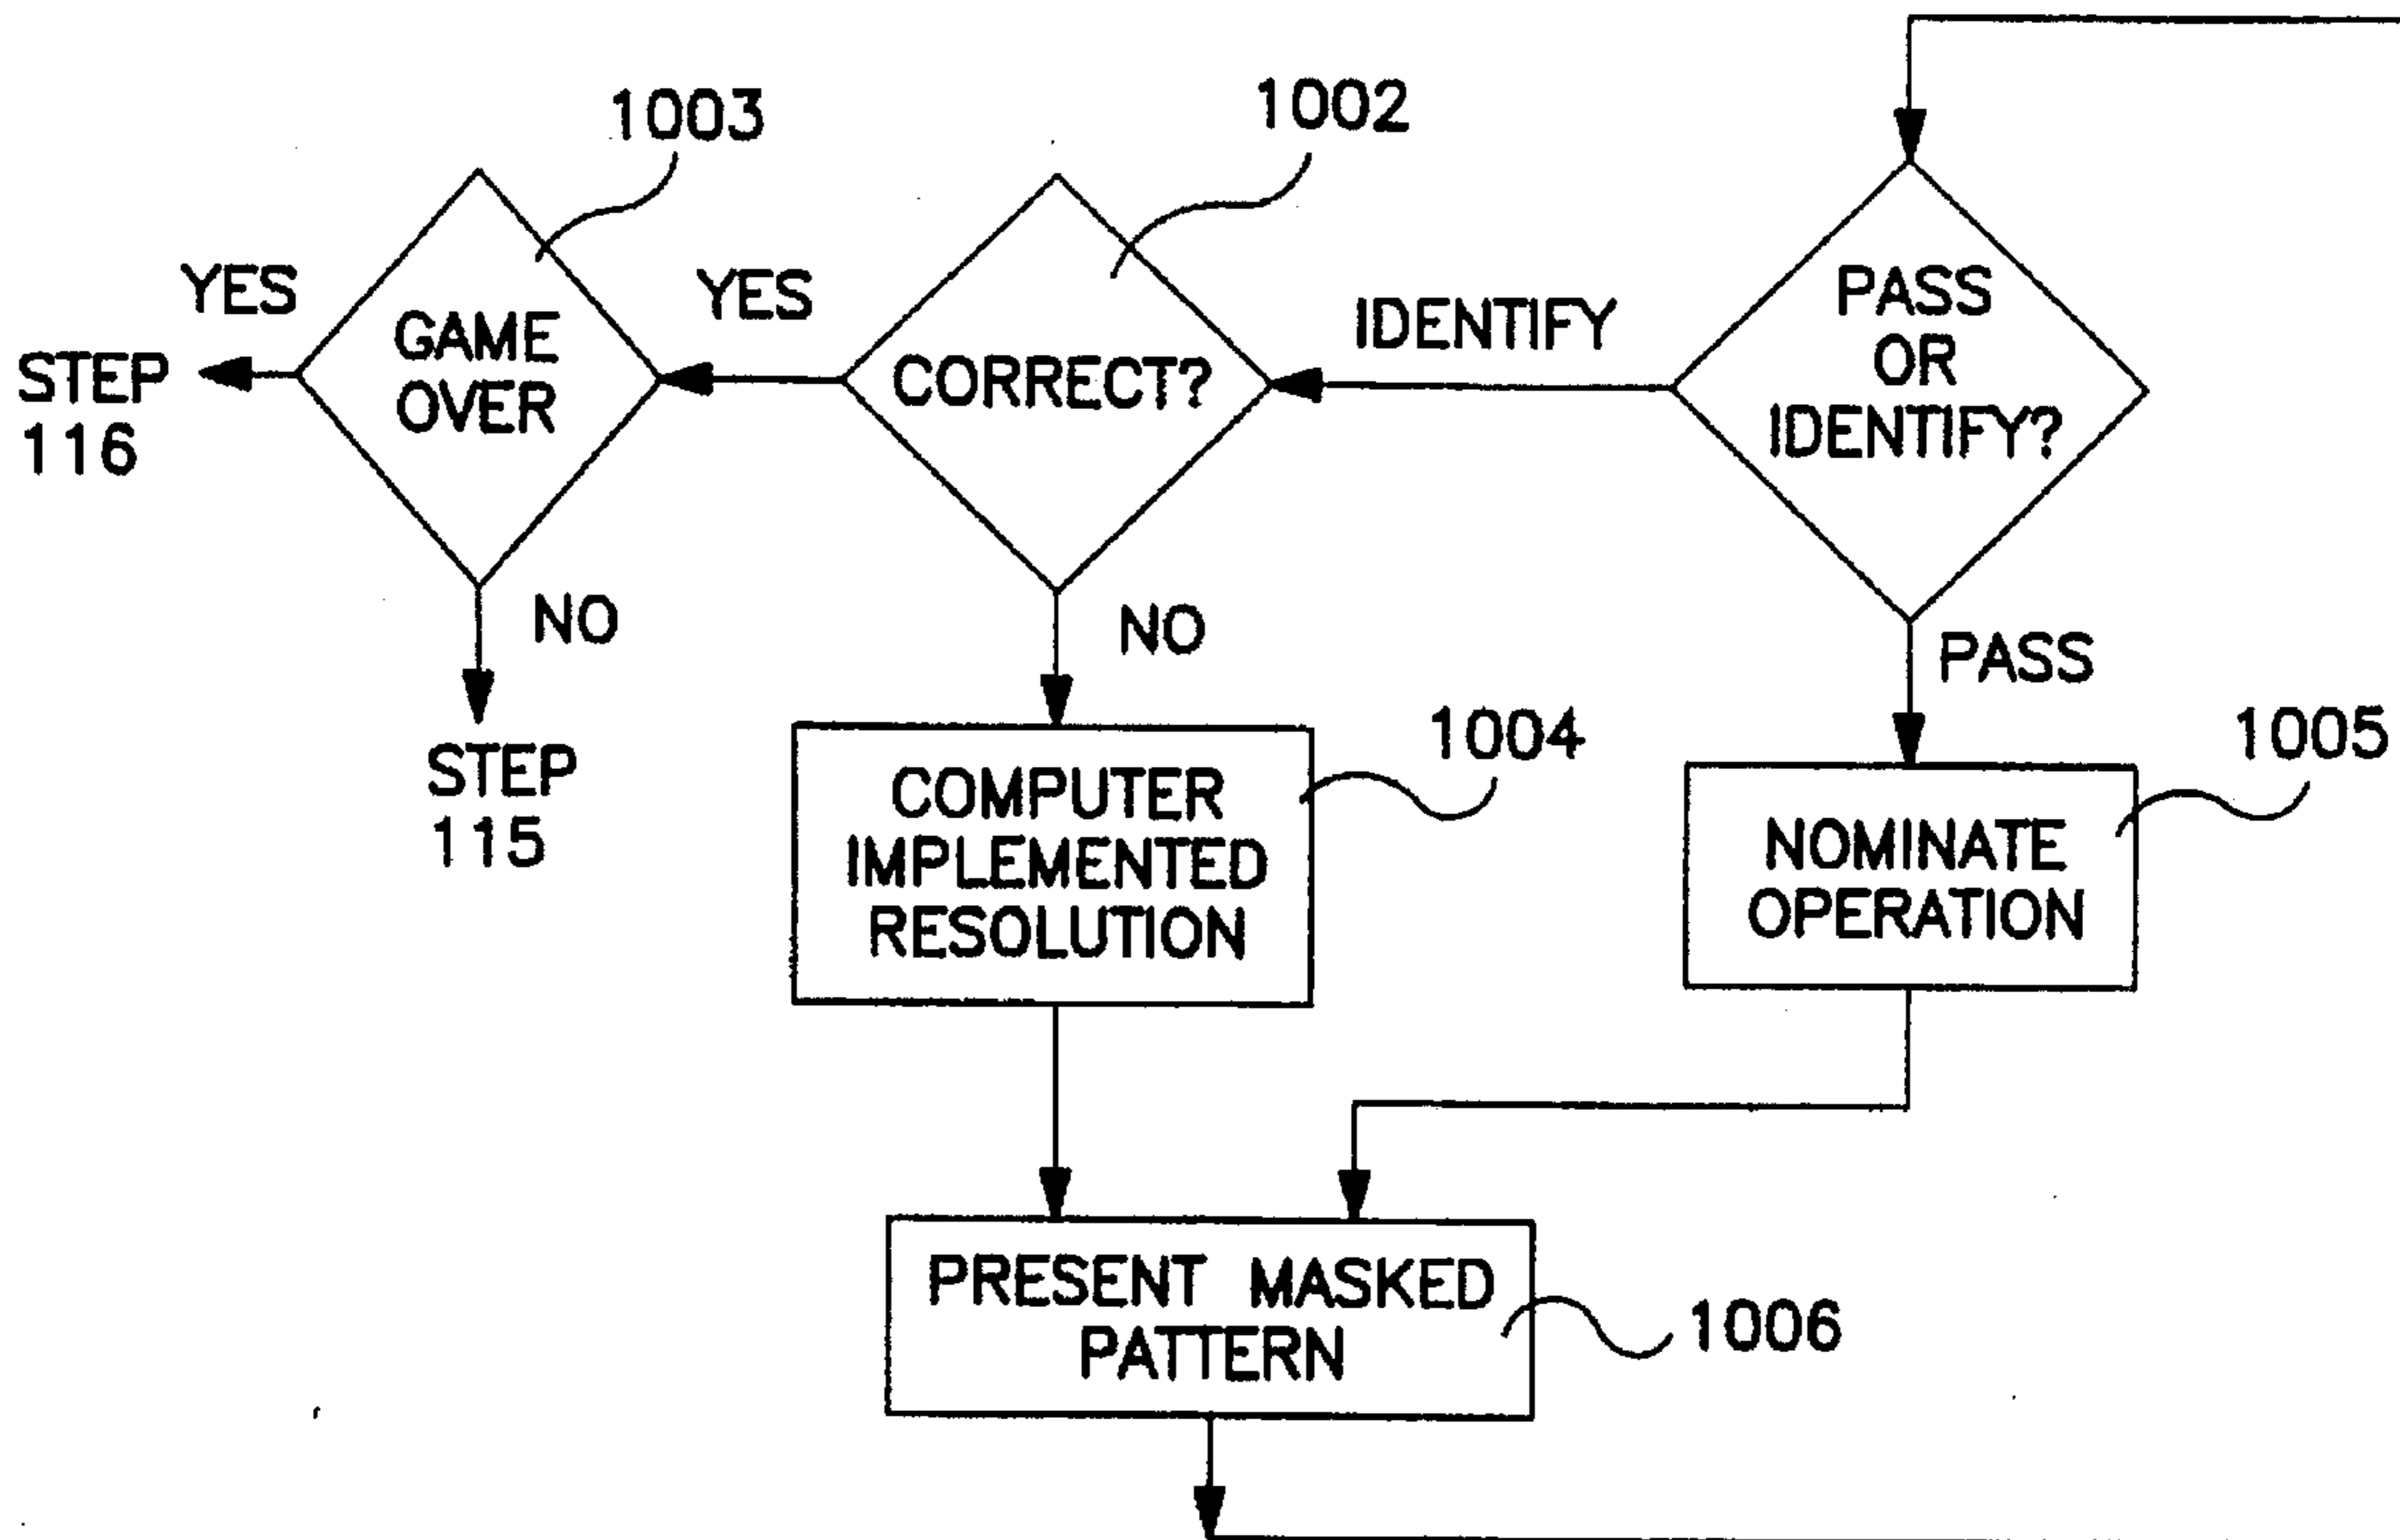 1003
1002
YES
GAME
OVER
YES
CORRECT?
IDENTIFY
PASS
OR
IDENTIFY?
STEP
116
NO
STEP
115
NO
PASS
1004
COMPUTER
IMPLEMENTED
RESOLUTION
1005
NOMINATE
OPERATION
PRESENT MASKED
PATTERN
1006